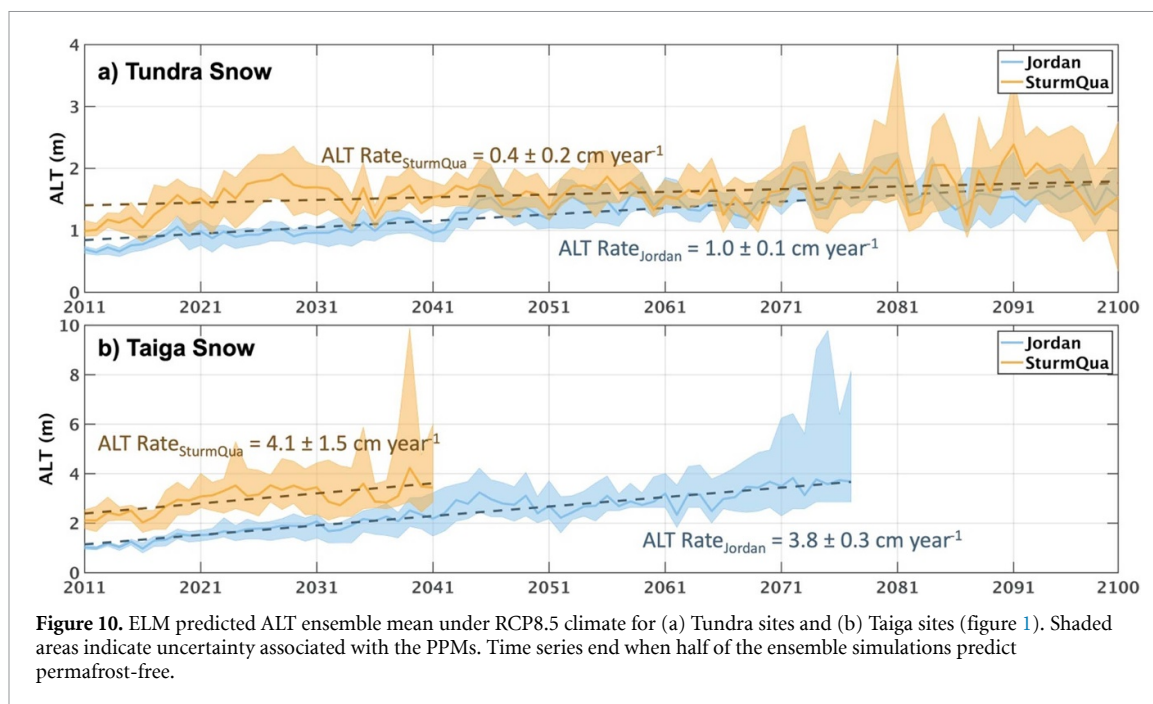 4
3
2
1
0
ALT (m)
a) Tundra Snow
Jordan
SturmQua
ALT Rate_SturmQua = 0.4 ± 0.2 cm year⁻¹
ALT Rate_Jordan = 1.0 ± 0.1 cm year⁻¹
2011 2021 2031 2041 2051 2061 2071 2081 2091 2100
10
8
6
4
2
0
ALT (m)
b) Taiga Snow
Jordan
SturmQua
ALT Rate_SturmQua = 4.1 ± 1.5 cm year⁻¹
ALT Rate_Jordan = 3.8 ± 0.3 cm year⁻¹
2011 2021 2031 2041 2051 2061 2071 2081 2091 2100
Figure 10. ELM predicted ALT ensemble mean under RCP8.5 climate for (a) Tundra sites and (b) Taiga sites (figure 1). Shaded
areas indicate uncertainty associated with the PPMs. Time series end when half of the ensemble simulations predict
permafrost-free.